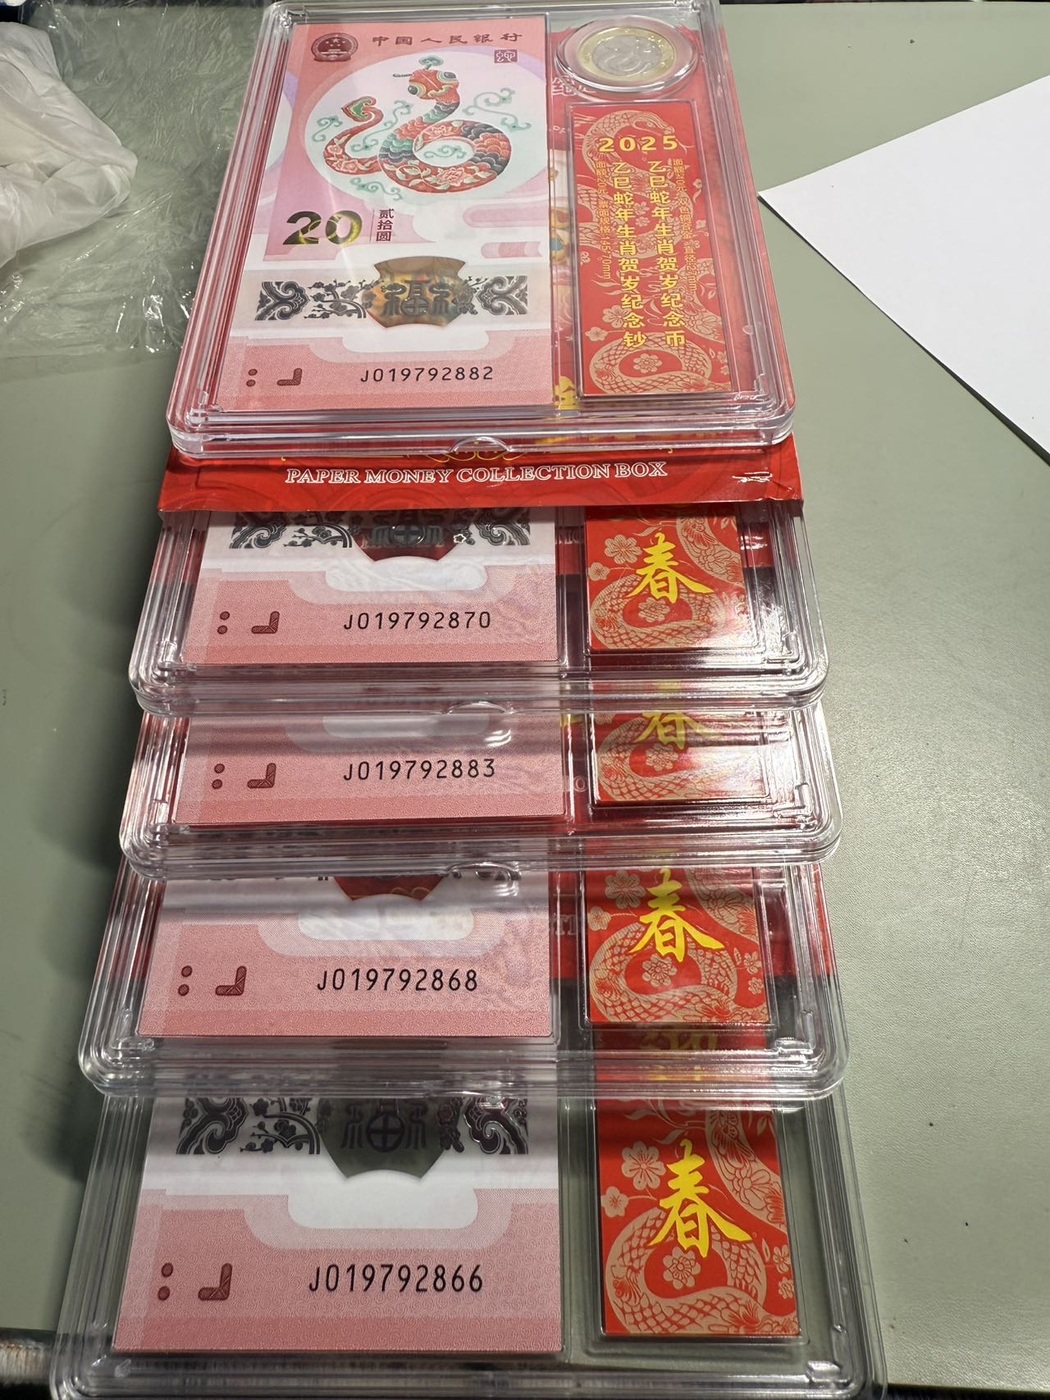 中国人民银行
20
贰拾圆
福
J019792882
2025
乙巳蛇年生肖贺岁纪念币
乙巳蛇年生肖贺岁纪念钞
PAPER MONEY COLLECTION BOX
J019792870
春
J019792883
春
J019792868
春
J019792866
春